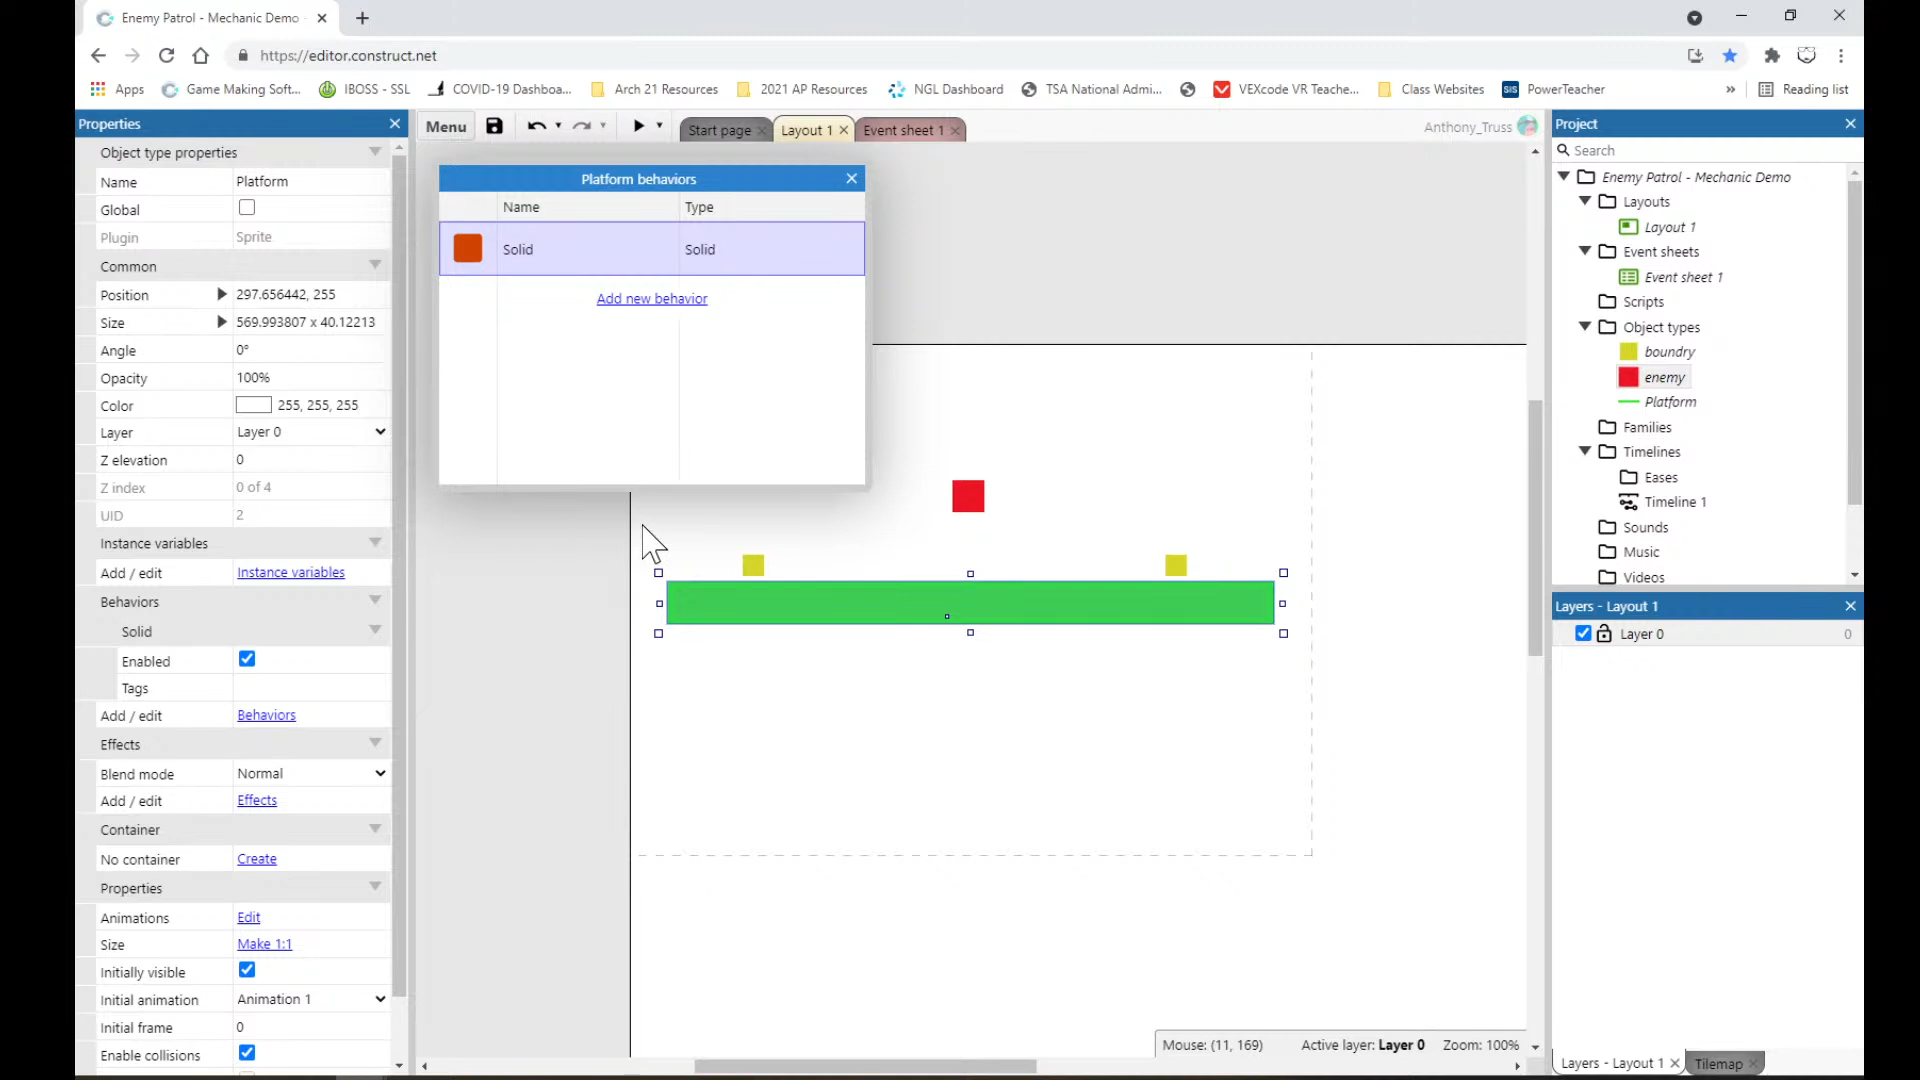 Enemy Patrol - Mechanic Demo
https://editor.construct.net
Apps Game Making Soft... IBOSS - SSL COVID-19 Dashboa... Arch 21 Resources 2021 AP Resources NGL Dashboard TSA National Admi... VEXcode VR Teache... Class Websites SIS PowerTeacher » Reading list
Properties
Object type properties
Name Platform
Global
Plugin Sprite
Common
Position 297.656442, 255
Size 569.993807 x 40.12213
Angle 0°
Opacity 100%
Color 255, 255, 255
Layer Layer 0
Z elevation 0
Z index 0 of 4
UID 2
Instance variables
Add / edit Instance variables
Behaviors
Solid
Enabled
Tags
Add / edit Behaviors
Effects
Blend mode Normal
Add / edit Effects
Container
No container Create
Properties
Animations Edit
Size Make 1:1
Initially visible
Initial animation Animation 1
Initial frame 0
Enable collisions
Menu Start page Layout 1 Event sheet 1 Anthony_Truss
Platform behaviors
Name Type
Solid Solid
Add new behavior
Mouse: (11, 169) Active layer: Layer 0 Zoom: 100%
Project
Search
Enemy Patrol - Mechanic Demo
Layouts
Layout 1
Event sheets
Event sheet 1
Scripts
Object types
boundry
enemy
Platform
Families
Timelines
Eases
Timeline 1
Sounds
Music
Videos
Layers - Layout 1
Layer 0 0
Layers - Layout 1 Tilemap